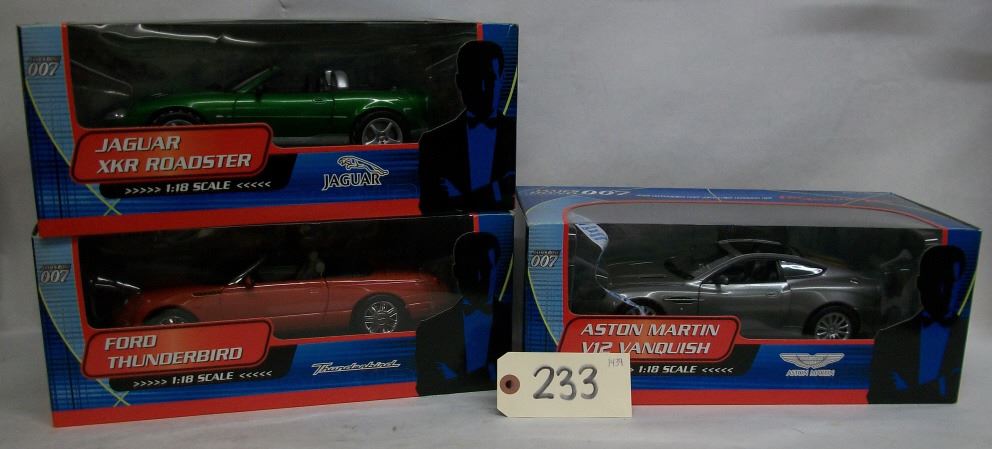 007
JAGUAR
XKR ROADSTER
>>>>> 1:18 SCALE <<<<<
JAGUAR
007
FORD
THUNDERBIRD
>>>>> 1:18 SCALE <<<<<
Thunderbird
007
007
ASTON MARTIN
V12 VANQUISH
1:18 SCALE <<<<<
ASTON MARTIN
1434
233